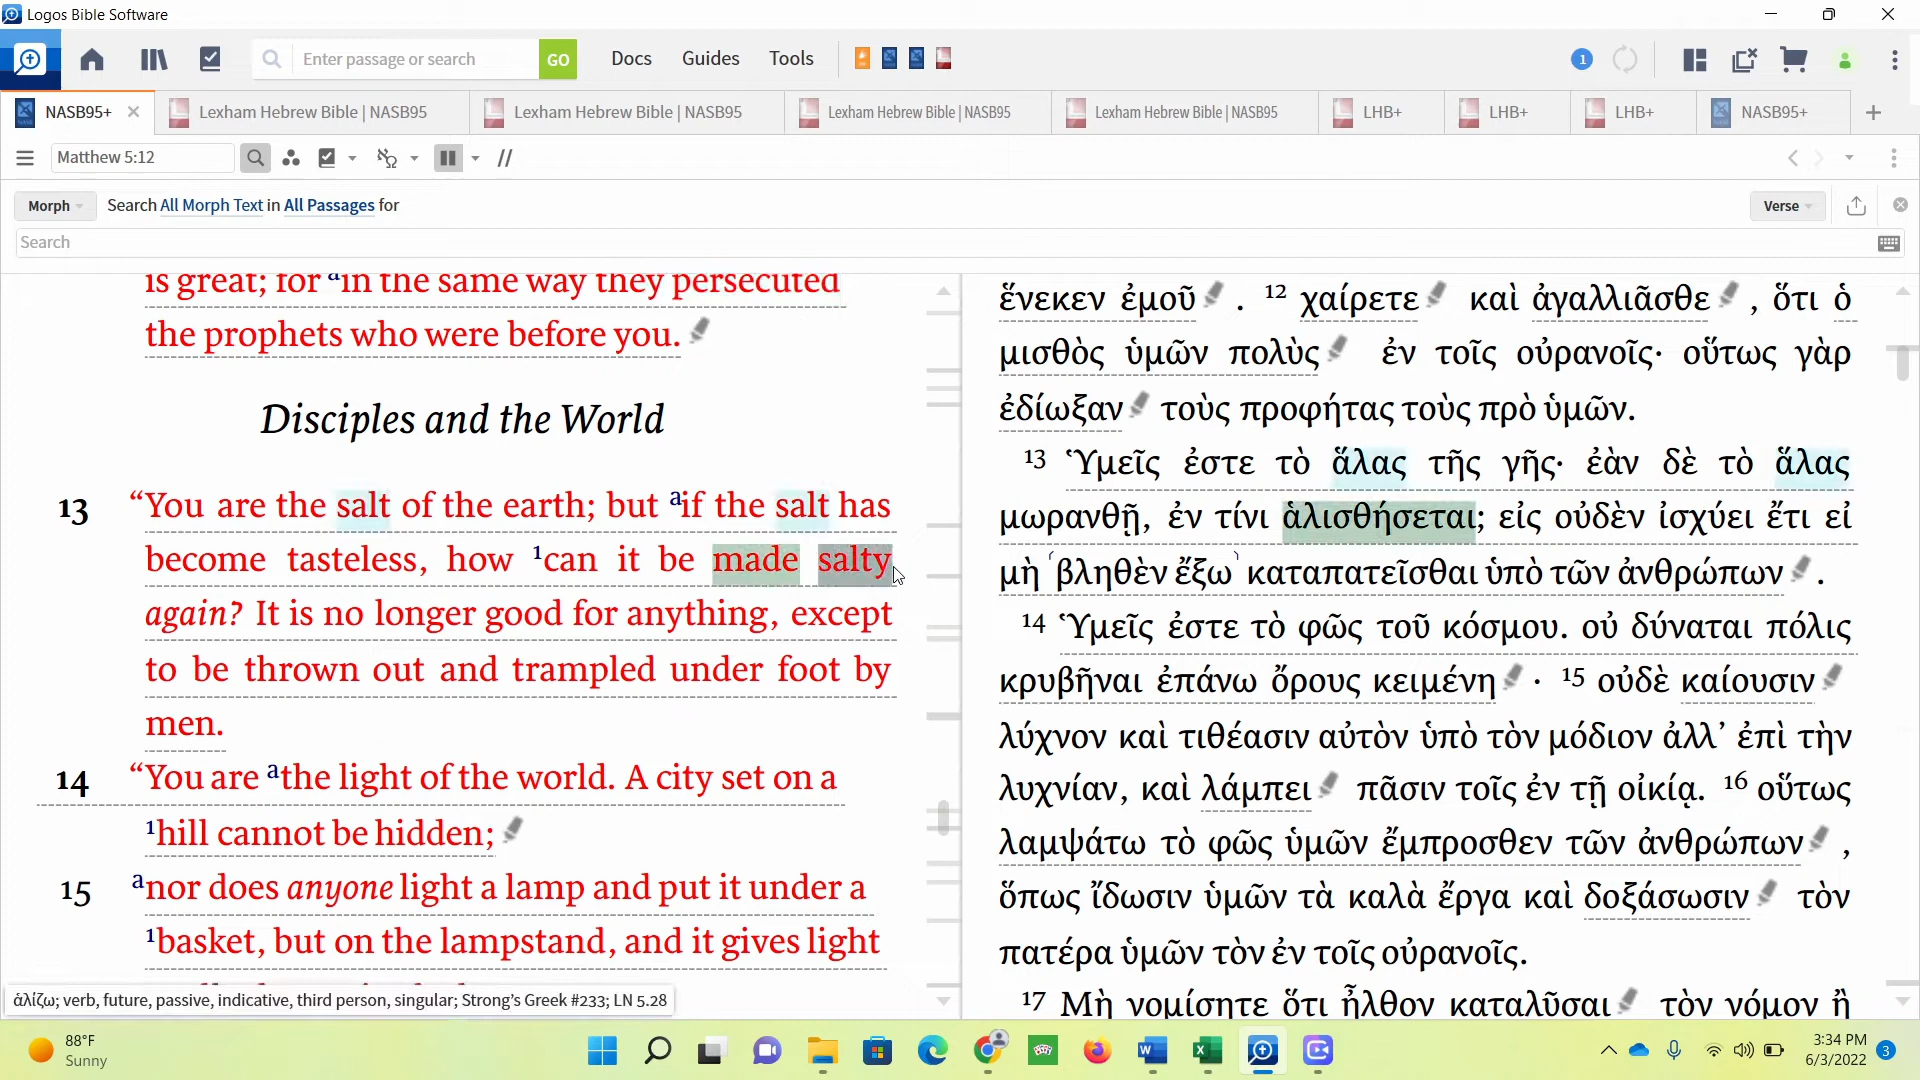 Logos Bible Software
Enter passage or search
GO
Docs
Guides
Tools
1
NASB95+
Lexham Hebrew Bible | NASB95
Lexham Hebrew Bible | NASB95
Lexham Hebrew Bible | NASB95
Lexham Hebrew Bible | NASB95
LHB+
LHB+
LHB+
NASB95+
Matthew 5:12
Morph
Search All Morph Text in All Passages for
Verse
Search
is great; for ᵃin the same way they persecuted
the prophets who were before you.
Disciples and the World
13 “You are the salt of the earth; but ᵃif the salt has
become tasteless, how ¹can it be made salty
again? It is no longer good for anything, except
to be thrown out and trampled under foot by
men.
14 “You are ᵃthe light of the world. A city set on a
¹hill cannot be hidden;
15 ᵃnor does anyone light a lamp and put it under a
¹basket, but on the lampstand, and it gives light
ἕνεκεν ἐμοῦ . 12 χαίρετε καὶ ἀγαλλιᾶσθε , ὅτι ὁ
μισθὸς ὑμῶν πολὺς ἐν τοῖς οὐρανοῖς· οὕτως γὰρ
ἐδίωξαν τοὺς προφήτας τοὺς πρὸ ὑμῶν.
13 Ὑμεῖς ἐστε τὸ ἅλας τῆς γῆς· ἐὰν δὲ τὸ ἅλας
μωρανθῇ, ἐν τίνι ἁλισθήσεται; εἰς οὐδὲν ἰσχύει ἔτι εἰ
μὴ ⸂βληθὲν ἔξω⸃ καταπατεῖσθαι ὑπὸ τῶν ἀνθρώπων .
14 Ὑμεῖς ἐστε τὸ φῶς τοῦ κόσμου. οὐ δύναται πόλις
κρυβῆναι ἐπάνω ὄρους κειμένη · 15 οὐδὲ καίουσιν
λύχνον καὶ τιθέασιν αὐτὸν ὑπὸ τὸν μόδιον ἀλλ’ ἐπὶ τὴν
λυχνίαν, καὶ λάμπει πᾶσιν τοῖς ἐν τῇ οἰκίᾳ. 16 οὕτως
λαμψάτω τὸ φῶς ὑμῶν ἔμπροσθεν τῶν ἀνθρώπων ,
ὅπως ἴδωσιν ὑμῶν τὰ καλὰ ἔργα καὶ δοξάσωσιν τὸν
πατέρα ὑμῶν τὸν ἐν τοῖς οὐρανοῖς.
17 Μὴ νομίσητε ὅτι ἦλθον καταλῦσαι τὸν νόμον ἢ
ἁλίζω; verb, future, passive, indicative, third person, singular; Strong’s Greek #233; LN 5.28
88°F
Sunny
3:34 PM
6/3/2022
3